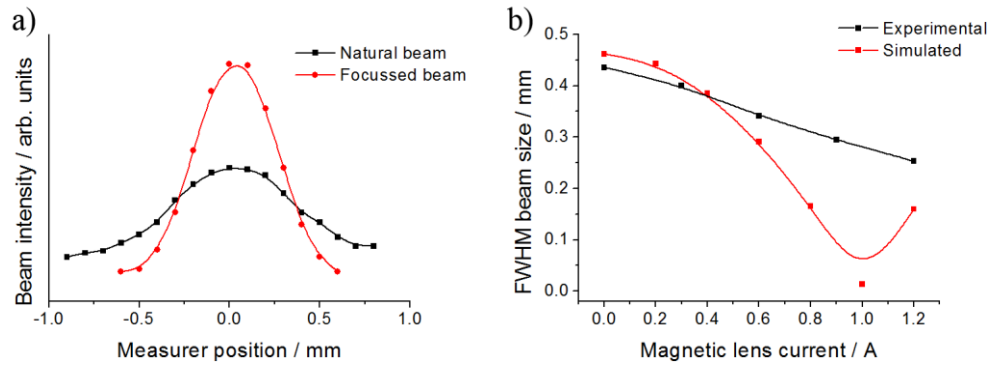 a)
Natural beam
Focussed beam
Beam intensity / arb. units
-1.0 -0.5 0.0 0.5 1.0
Measurer position / mm
b)
Experimental
Simulated
FWHM beam size / mm
0.5
0.4
0.3
0.2
0.1
0.0
0.0 0.2 0.4 0.6 0.8 1.0 1.2
Magnetic lens current / A